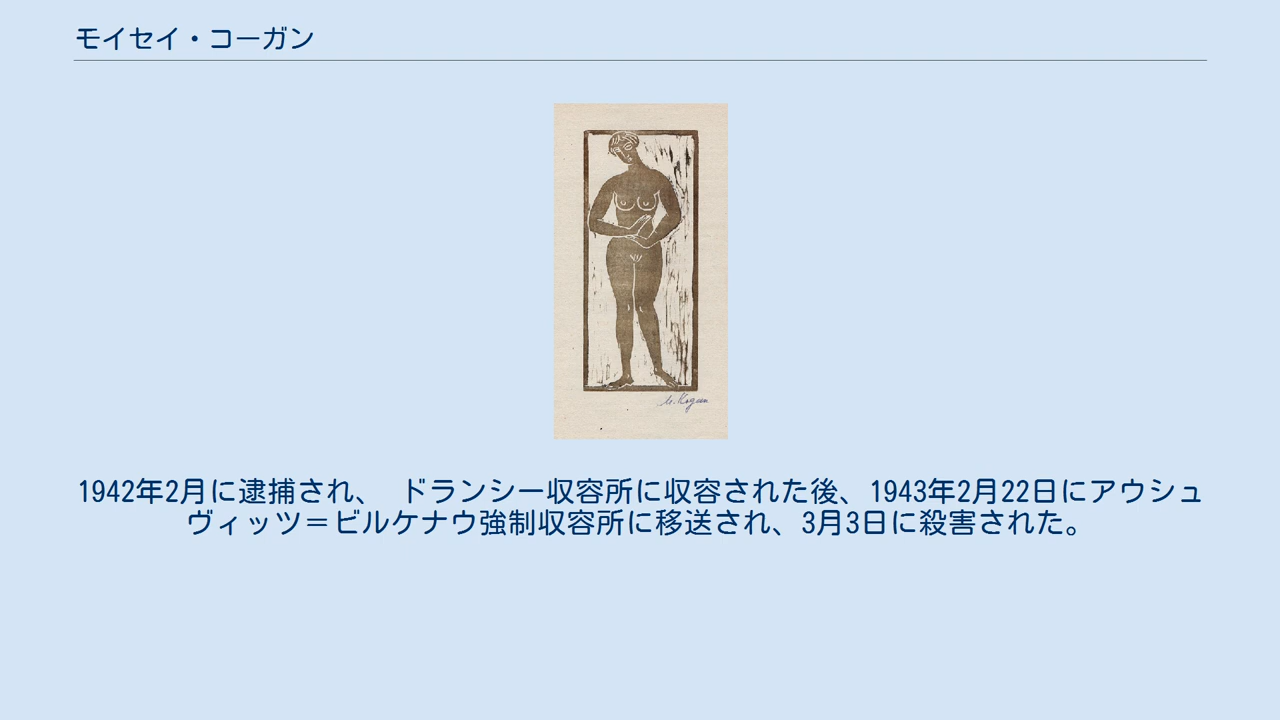 モイセイ・コーガン
M. Kogan
1942年2月に逮捕され、 ドランシー収容所に収容された後、1943年2月22日にアウシュ
ヴィッツ＝ビルケナウ強制収容所に移送され、3月3日に殺害された。